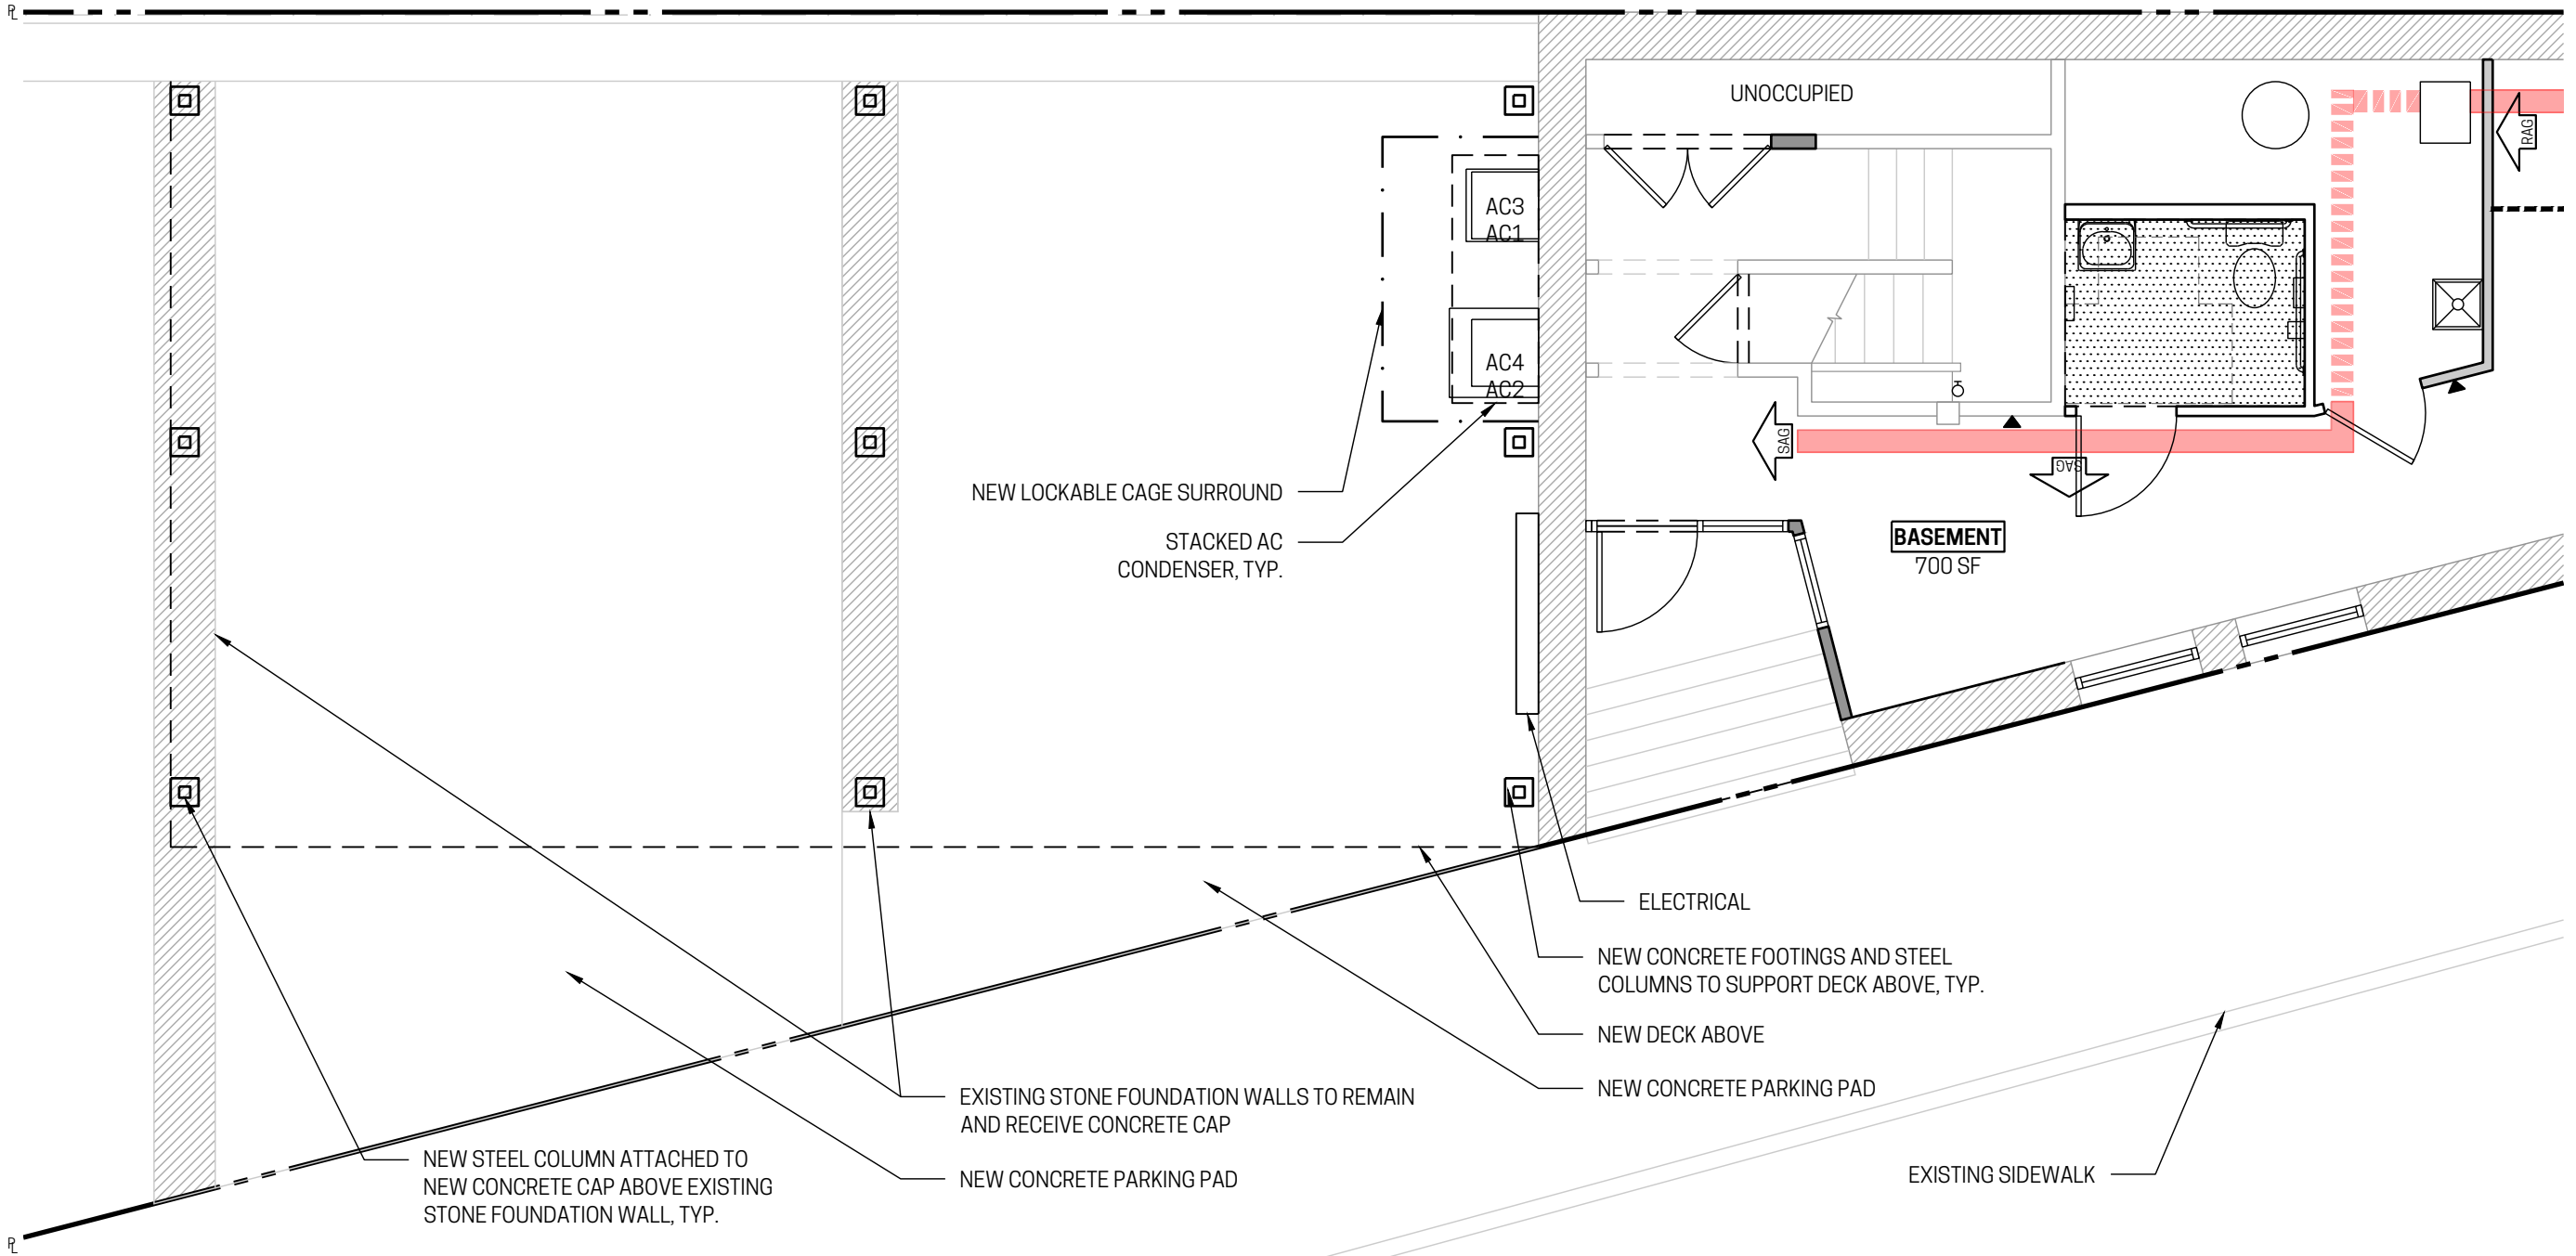 PL
UNOCCUPIED
RAG
AC3
AC1
AC4
AC2
SAG
SAG
NEW LOCKABLE CAGE SURROUND
STACKED AC
CONDENSER, TYP.
BASEMENT
700 SF
ELECTRICAL
NEW CONCRETE FOOTINGS AND STEEL
COLUMNS TO SUPPORT DECK ABOVE, TYP.
NEW DECK ABOVE
NEW CONCRETE PARKING PAD
EXISTING STONE FOUNDATION WALLS TO REMAIN
AND RECEIVE CONCRETE CAP
NEW CONCRETE PARKING PAD
NEW STEEL COLUMN ATTACHED TO
NEW CONCRETE CAP ABOVE EXISTING
STONE FOUNDATION WALL, TYP.
EXISTING SIDEWALK
PL